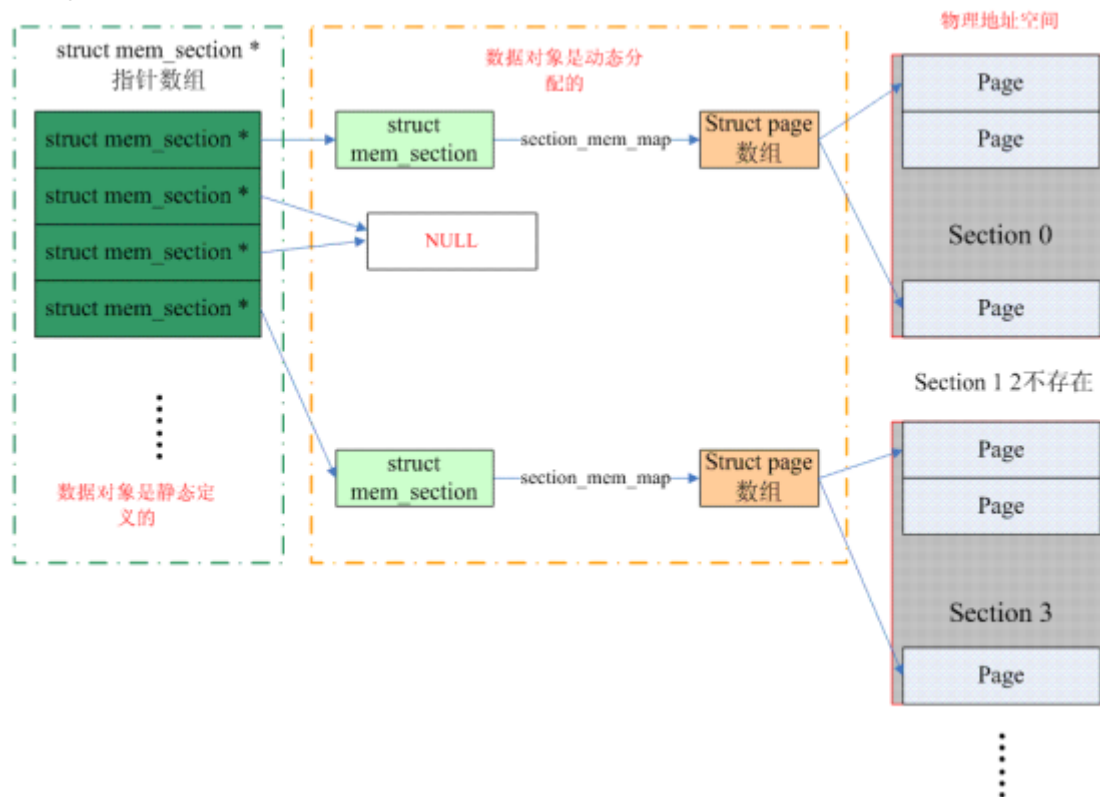 struct mem_section *
指针数组
struct mem_section *
struct mem_section *
struct mem_section *
struct mem_section *
数据对象是静态定
义的
数据对象是动态分
配的
struct
mem_section
section_mem_map
Struct page
数组
NULL
struct
mem_section
section_mem_map
Struct page
数组
物理地址空间
Page
Page
Section 0
Page
Section 1 2不存在
Page
Page
Section 3
Page